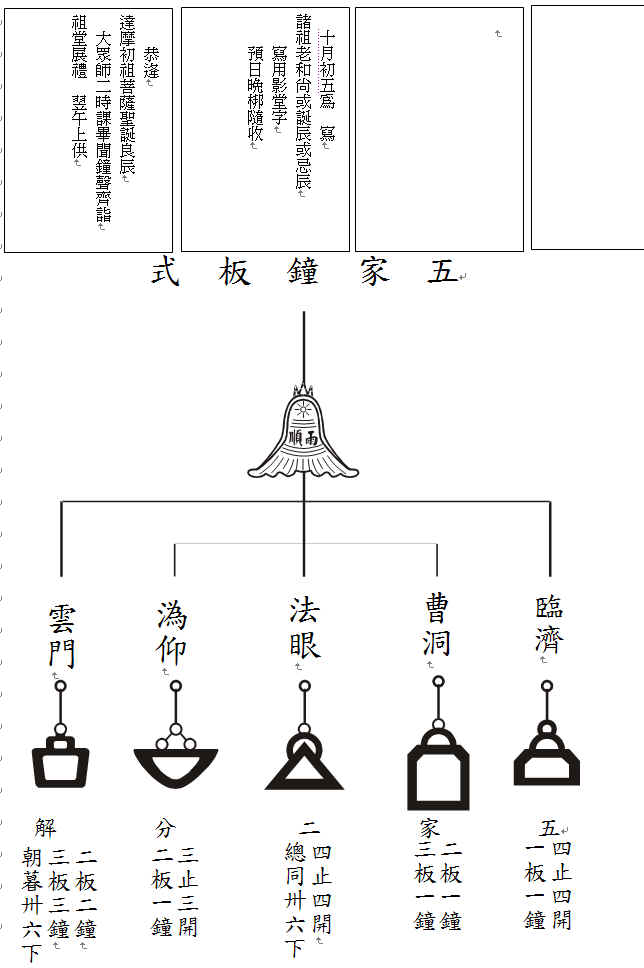 十月初五為　寫
諸祖老和尚或誕辰或忌辰
寫用影堂字
預日晚梆隨收
恭逢
達摩初祖菩薩聖誕良辰
大眾師二時課畢聞鐘聲齊詣
祖堂展禮　翌午上供
五家鐘板式
雨順
臨濟
曹洞
法眼
溈仰
雲門
五家二分解
四止四開
一板一鐘
二板一鐘
三板一鐘
四止四開
總同卅六下
三止三開
二板一鐘
二板二鐘
三板三鐘
朝暮卅六下